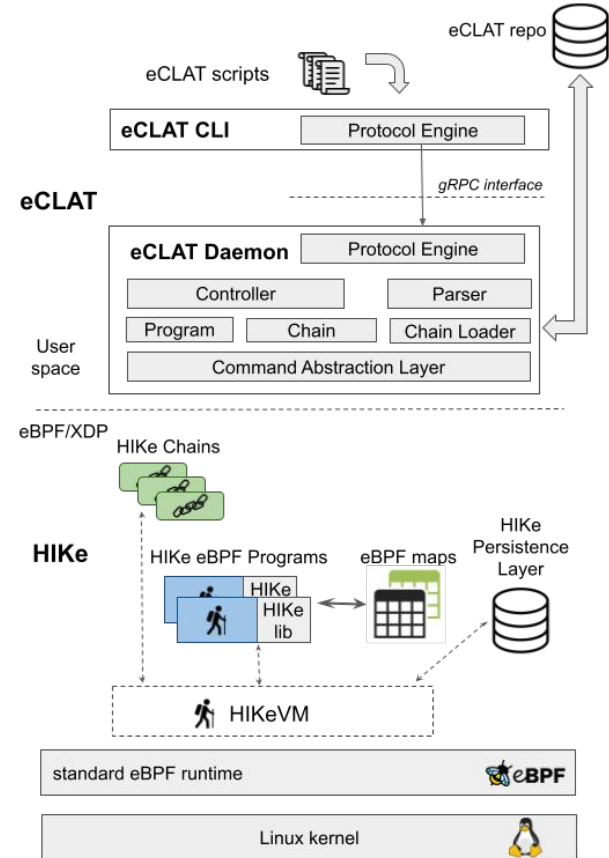 eCLAT repo
eCLAT scripts
eCLAT CLI
Protocol Engine
gRPC interface
eCLAT
eCLAT Daemon
Protocol Engine
Controller
Parser
Program
Chain
Chain Loader
User
space
Command Abstraction Layer
eBPF/XDP
HIKe Chains
HIKe
HIKe eBPF Programs
eBPF maps
HIKe
Persistence
Layer
HIKe
HIKe
lib
HIKeVM
standard eBPF runtime
eBPF
Linux kernel